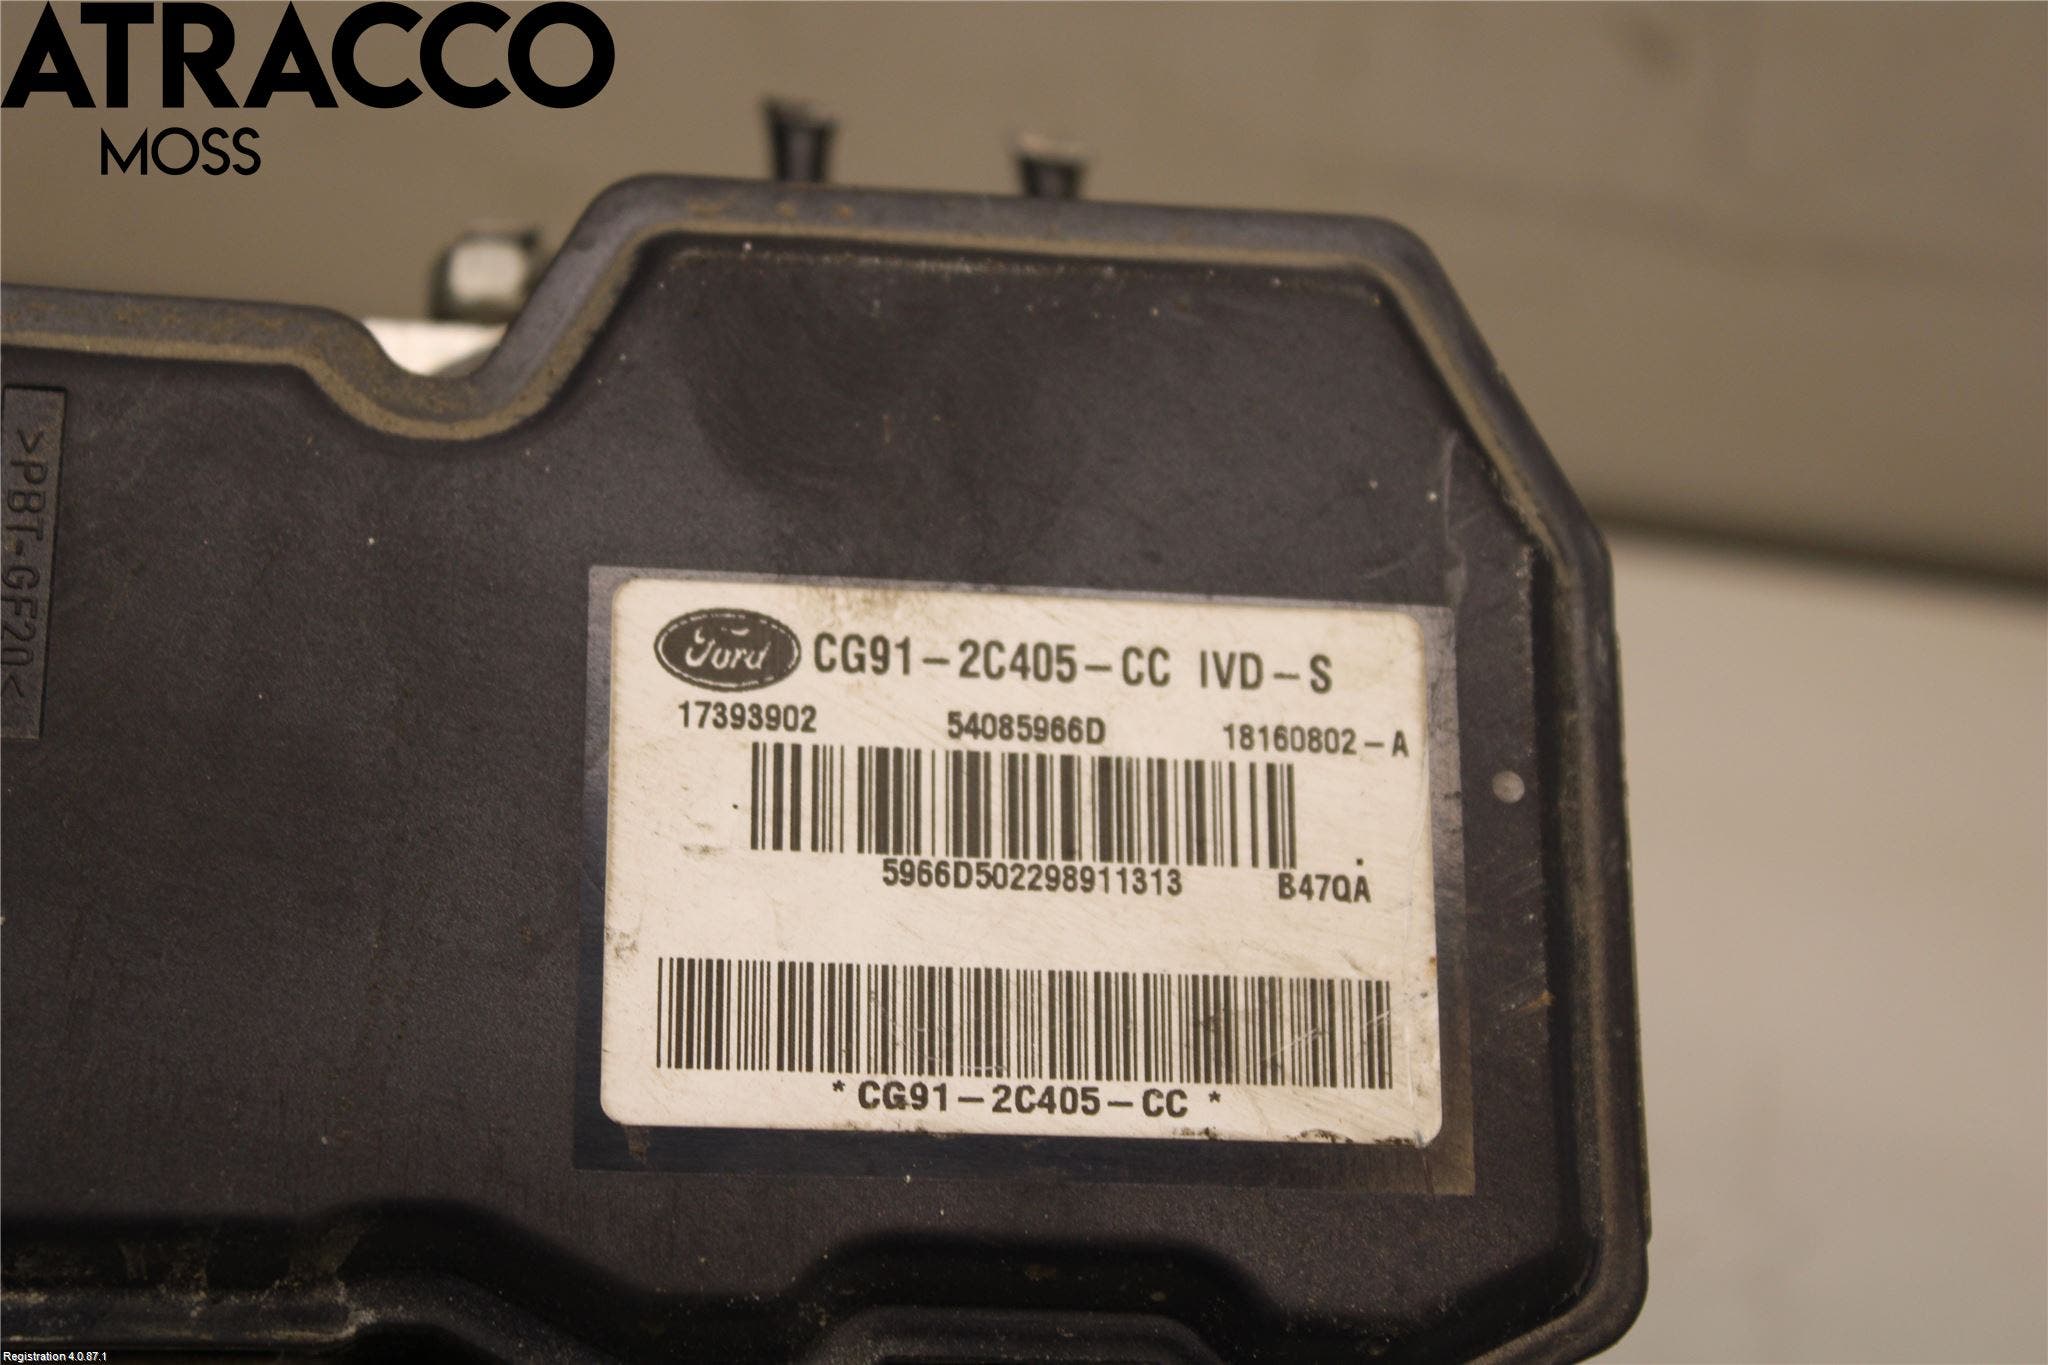 ATRACCO
MOSS
>PBT-GF20<
Ford CG91-2C405-CC IVD-S
17393902 54085966D 18160802-A
5966D502298911313 B47QA
*CG91-2C405-CC*
Registration 4.0.87.1